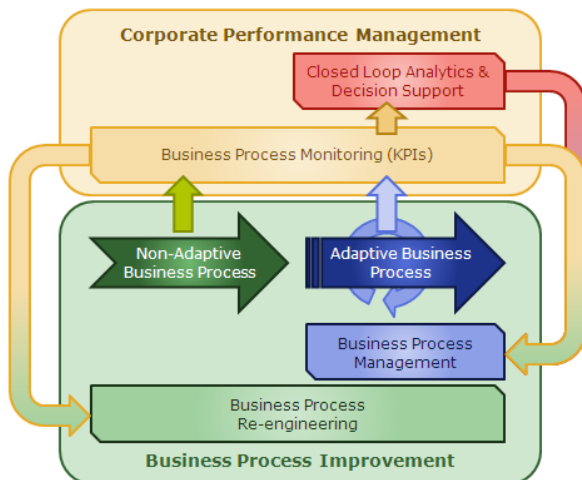 Corporate Performance Management
Closed Loop Analytics &
Decision Support
Business Process Monitoring (KPIs)
Non-Adaptive
Business Process
Adaptive Business
Process
Business Process
Management
Business Process
Re-engineering
Business Process Improvement